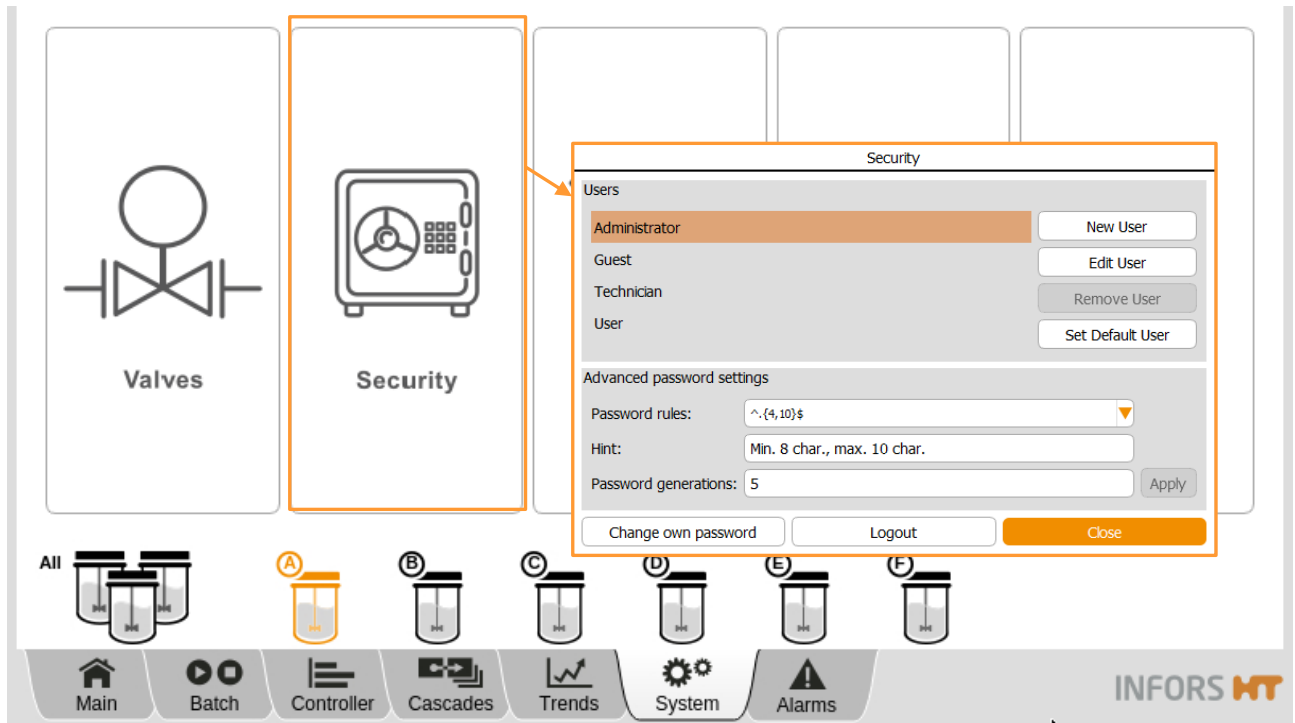 Valves
Security
Security
Users
Administrator
Guest
Technician
User
New User
Edit User
Remove User
Set Default User
Advanced password settings
Password rules: ^.{4,10}$
Hint: Min. 8 char., max. 10 char.
Password generations: 5
Apply
Change own password
Logout
Close
All
A
B
C
D
E
F
Main
Batch
Controller
Cascades
Trends
System
Alarms
INFORS HT